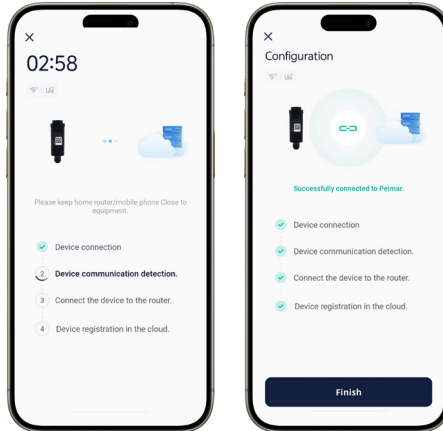 02:58
LAN
Please keep home router/mobile phone Close to
equipment.
Device connection
2 Device communication detection.
3 Connect the device to the router.
4 Device registration in the cloud.
Configuration
LAN
Successfully connected to Peimar.
Device connection
Device communication detection.
Connect the device to the router.
Device registration in the cloud.
Finish